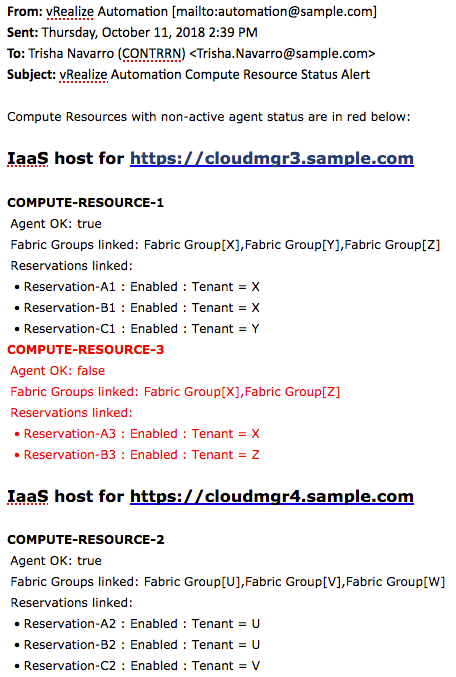 From: vRealize Automation [mailto:automation@sample.com]
Sent: Thursday, October 11, 2018 2:39 PM
To: Trisha Navarro (CONTRRN) <Trisha.Navarro@sample.com>
Subject: vRealize Automation Compute Resource Status Alert
Compute Resources with non-active agent status are in red below:
IaaS host for https://cloudmgr3.sample.com
COMPUTE-RESOURCE-1
Agent OK: true
Fabric Groups linked: Fabric Group[X],Fabric Group[Y],Fabric Group[Z]
Reservations linked:
• Reservation-A1 : Enabled : Tenant = X
• Reservation-B1 : Enabled : Tenant = X
• Reservation-C1 : Enabled : Tenant = Y
COMPUTE-RESOURCE-3
Agent OK: false
Fabric Groups linked: Fabric Group[X],Fabric Group[Z]
Reservations linked:
• Reservation-A3 : Enabled : Tenant = X
• Reservation-B3 : Enabled : Tenant = Z
IaaS host for https://cloudmgr4.sample.com
COMPUTE-RESOURCE-2
Agent OK: true
Fabric Groups linked: Fabric Group[U],Fabric Group[V],Fabric Group[W]
Reservations linked:
• Reservation-A2 : Enabled : Tenant = U
• Reservation-B2 : Enabled : Tenant = U
• Reservation-C2 : Enabled : Tenant = V